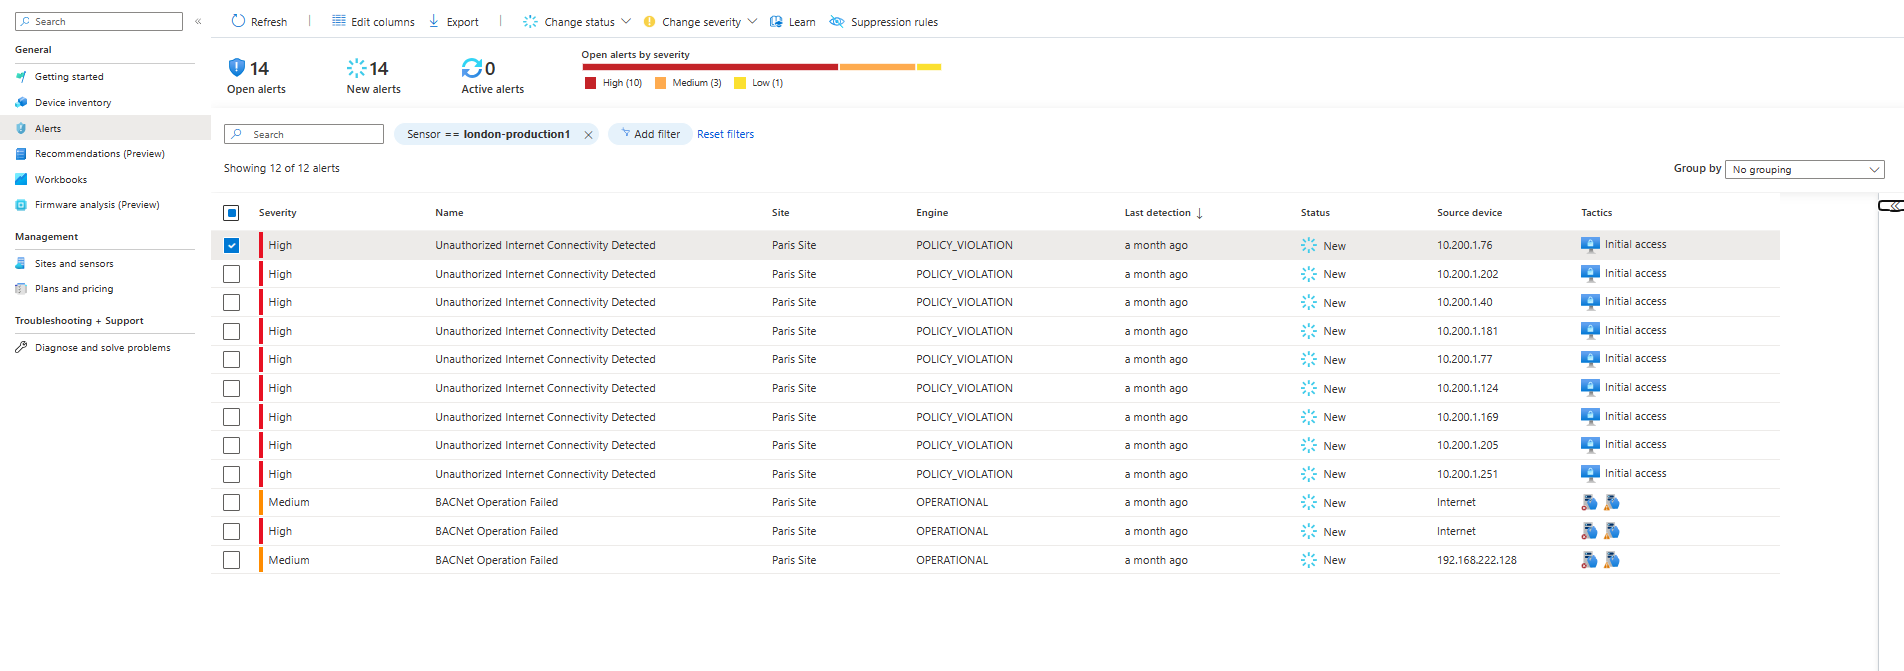 Search «
Refresh Edit columns Export Change status Change severity Learn Suppression rules
General
Getting started
Device inventory
Alerts
Recommendations (Preview)
Workbooks
Firmware analysis (Preview)
Management
Sites and sensors
Plans and pricing
Troubleshooting + Support
Diagnose and solve problems
14
Open alerts
14
New alerts
0
Active alerts
Open alerts by severity
High (10) Medium (3) Low (1)
Search Sensor == london-production1 Add filter Reset filters
Showing 12 of 12 alerts
Group by No grouping
«
Severity Name Site Engine Last detection ↓ Status Source device Tactics
High Unauthorized Internet Connectivity Detected Paris Site POLICY_VIOLATION a month ago New 10.200.1.76 Initial access
High Unauthorized Internet Connectivity Detected Paris Site POLICY_VIOLATION a month ago New 10.200.1.202 Initial access
High Unauthorized Internet Connectivity Detected Paris Site POLICY_VIOLATION a month ago New 10.200.1.40 Initial access
High Unauthorized Internet Connectivity Detected Paris Site POLICY_VIOLATION a month ago New 10.200.1.181 Initial access
High Unauthorized Internet Connectivity Detected Paris Site POLICY_VIOLATION a month ago New 10.200.1.77 Initial access
High Unauthorized Internet Connectivity Detected Paris Site POLICY_VIOLATION a month ago New 10.200.1.124 Initial access
High Unauthorized Internet Connectivity Detected Paris Site POLICY_VIOLATION a month ago New 10.200.1.169 Initial access
High Unauthorized Internet Connectivity Detected Paris Site POLICY_VIOLATION a month ago New 10.200.1.205 Initial access
High Unauthorized Internet Connectivity Detected Paris Site POLICY_VIOLATION a month ago New 10.200.1.251 Initial access
Medium BACNet Operation Failed Paris Site OPERATIONAL a month ago New Internet
High BACNet Operation Failed Paris Site OPERATIONAL a month ago New Internet
Medium BACNet Operation Failed Paris Site OPERATIONAL a month ago New 192.168.222.128